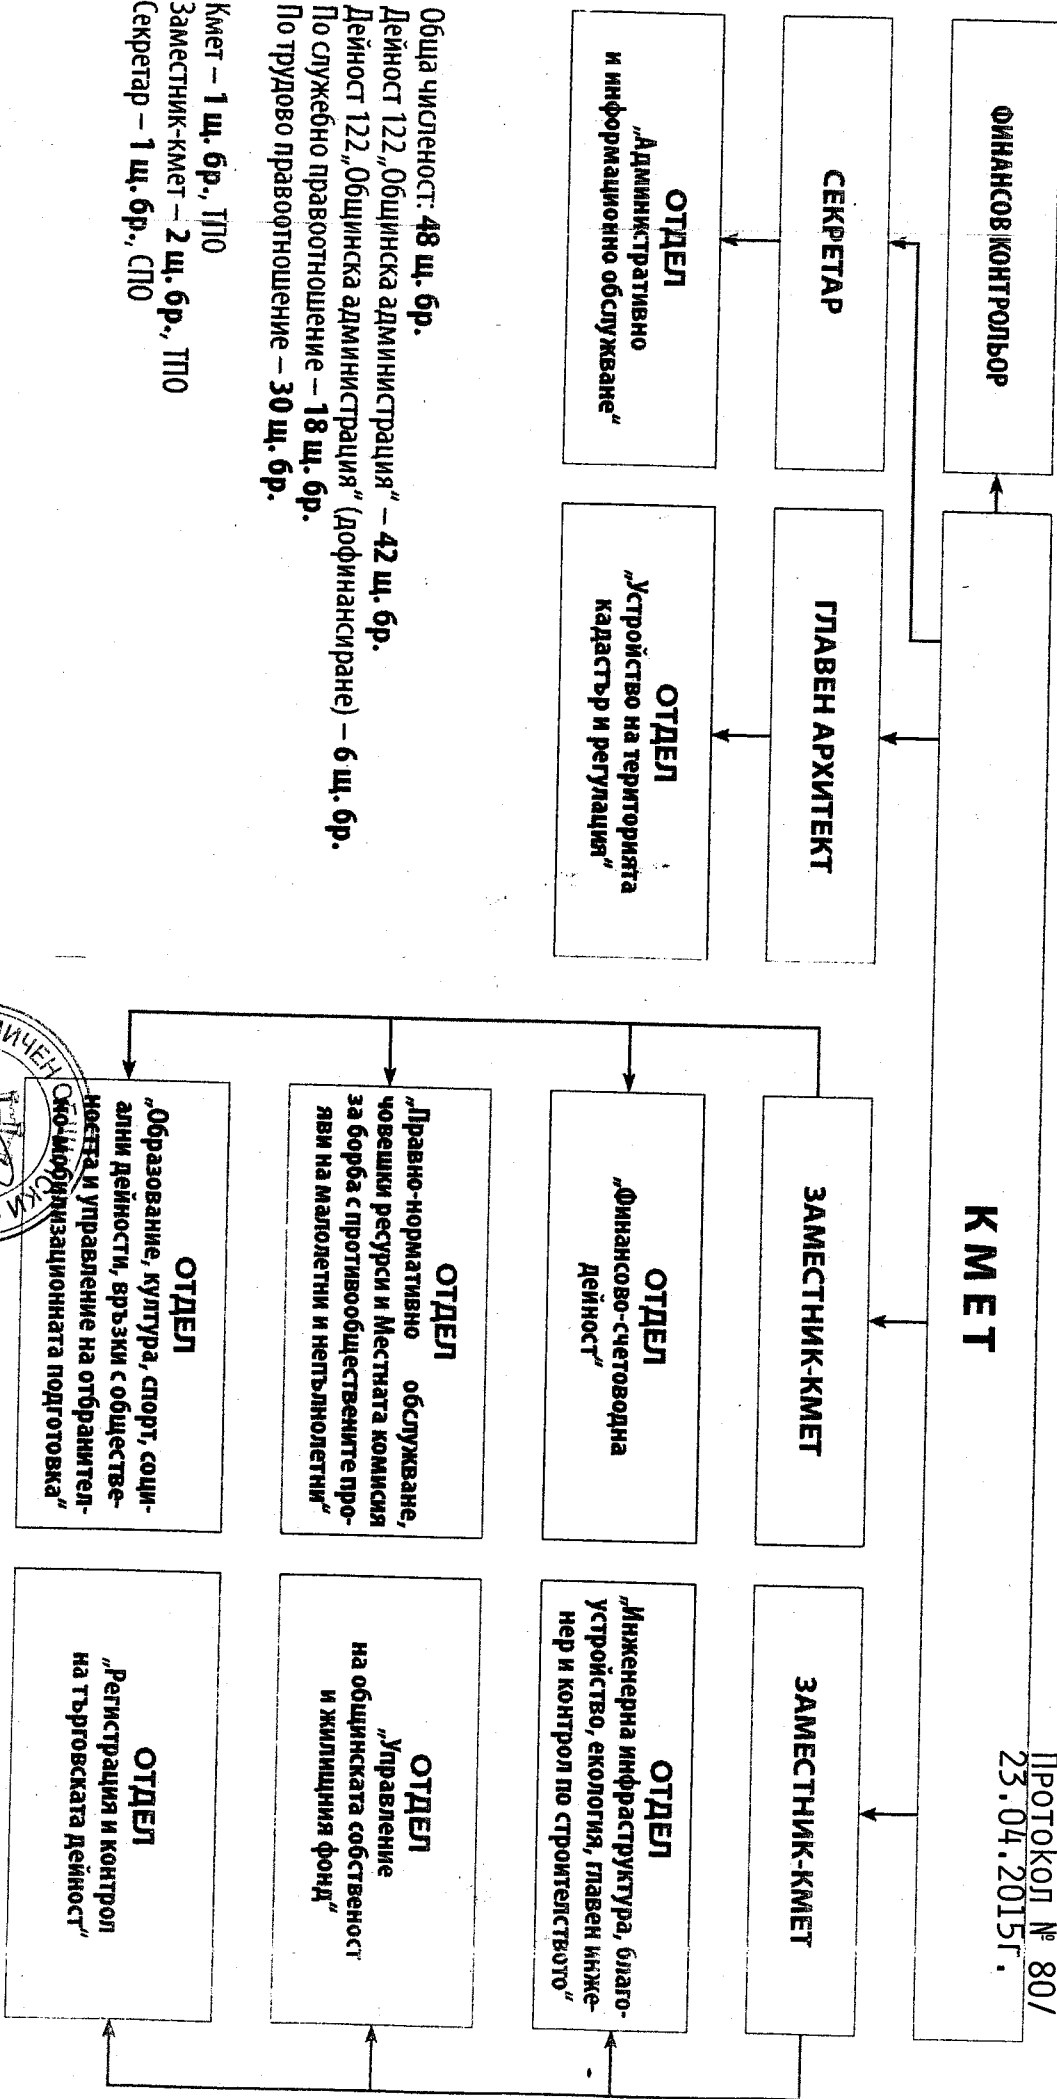 Протокол № 80/
23.04.2015г.
КМЕТ
ФИНАНСОВ КОНТРОЛЬОР
СЕКРЕТАР
ГЛАВЕН АРХИТЕКТ
ЗАМЕСТНИК-КМЕТ
ЗАМЕСТНИК-КМЕТ
ОТДЕЛ
„Административно
и информационно обслужване“
ОТДЕЛ
„Устройство на територията
кадастър и регулация“
ОТДЕЛ
„Финансово-счетоводна
дейност“
ОТДЕЛ
„Инженерна инфраструктура, благо-
устройство, екология, главен инже-
нер и контрол по строителството“
ОТДЕЛ
„Правно-нормативно обслужване,
човешки ресурси и Местната комисия
за борба с противообществените про-
яви на малолетни и непълнолетни“
ОТДЕЛ
„Управление
на общинската собственост
и жилищния фонд“
ОТДЕЛ
„Образование, култура, спорт, соци-
ални дейности, връзки с обществе-
ността и управление на отбранител-
но-мобилизационната подготовка“
ОТДЕЛ
„Регистрация и контрол
на търговската дейност“
Обща численост: 48 щ. бр.
Дейност 122 „Общинска администрация“ – 42 щ. бр.
Дейност 122 „Общинска администрация“ (дофинансиране) – 6 щ. бр.
По служебно правоотношение – 18 щ. бр.
По трудово правоотношение – 30 щ. бр.
Кмет – 1 щ. бр., ТПО
Заместник-кмет – 2 щ. бр., ТПО
Секретар – 1 щ. бр., СПО